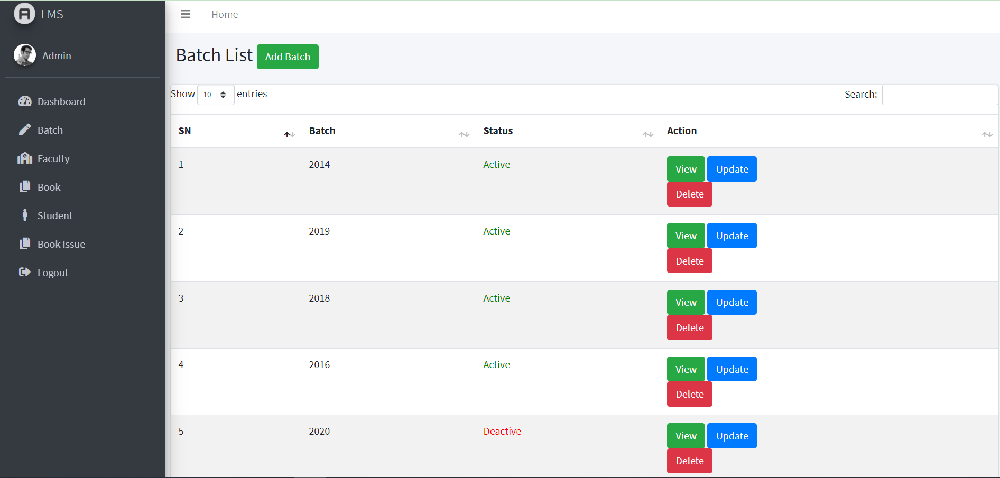 LMS
Home
Admin
Dashboard
Batch
Faculty
Book
Student
Book Issue
Logout
Batch List Add Batch
Show 10 entries Search:
SN Batch Status Action
1 2014 Active View Update
Delete
2 2019 Active View Update
Delete
3 2018 Active View Update
Delete
4 2016 Active View Update
Delete
5 2020 Deactive View Update
Delete